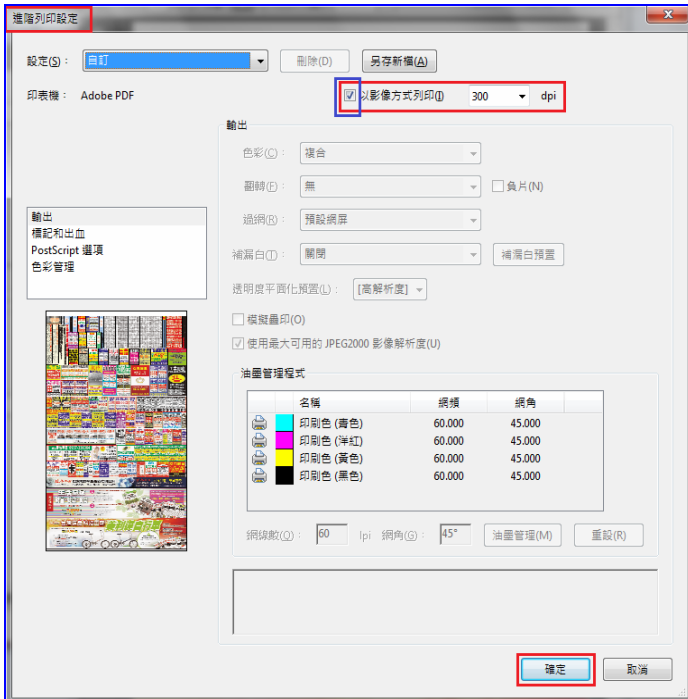 進階列印設定
設定(S)： 自訂 刪除(D) 另存新檔(A)
印表機： Adobe PDF 以影像方式列印(I) 300 dpi
輸出
色彩(C)： 複合
翻轉(F)： 無 負片(N)
輸出
標記和出血
PostScript 選項
色彩管理
過網(R)： 預設網屏
補漏白(T)： 關閉 補漏白預置
透明度平面化預置(L)： [高解析度]
模擬疊印(O)
使用最大可用的 JPEG2000 影像解析度(U)
油墨管理程式
名稱 網頻 網角
印刷色 (青色) 60.000 45.000
印刷色 (洋紅) 60.000 45.000
印刷色 (黃色) 60.000 45.000
印刷色 (黑色) 60.000 45.000
網線數(Q)： 60 lpi 網角(G)： 45° 油墨管理(M) 重設(R)
確定 取消